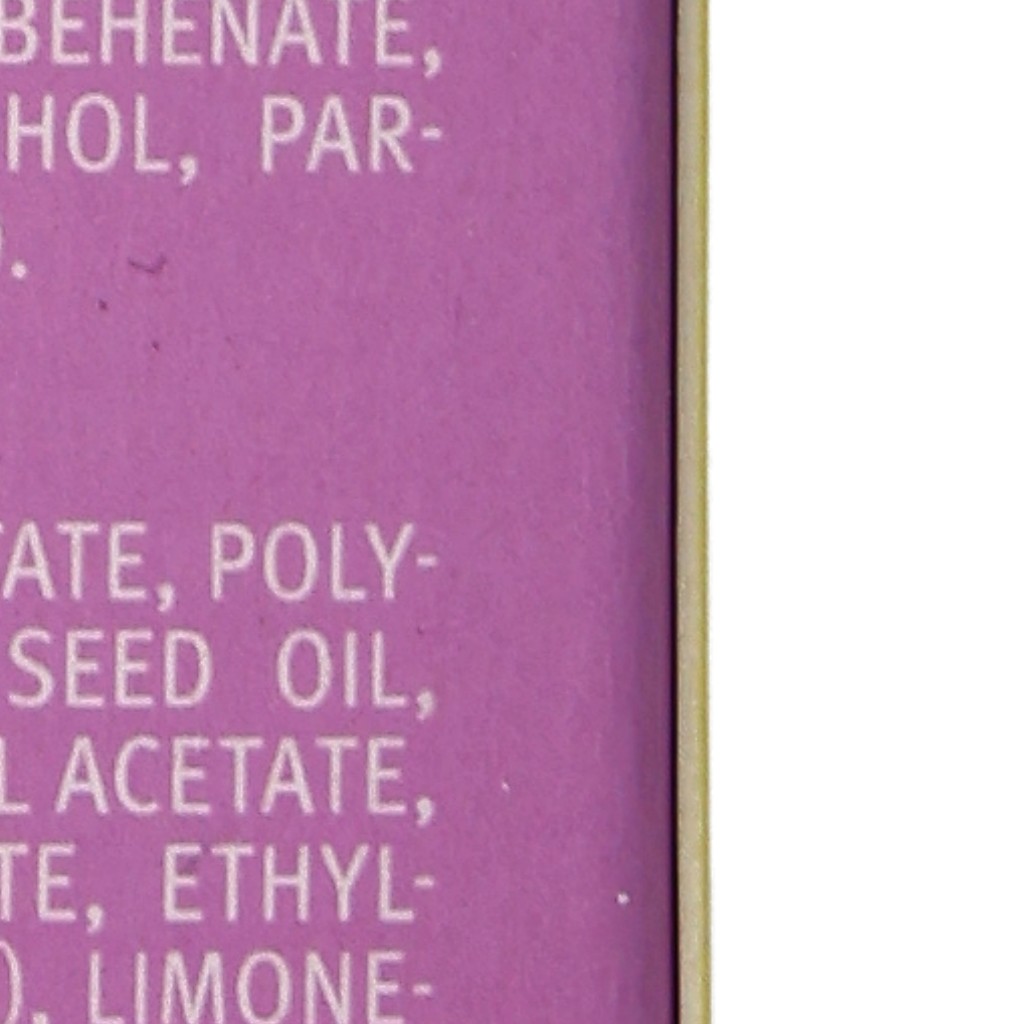 BEHENATE,
HOL, PAR-
.
TATE, POLY-
SEED OIL,
L ACETATE,
TE, ETHYL-
), LIMONE-